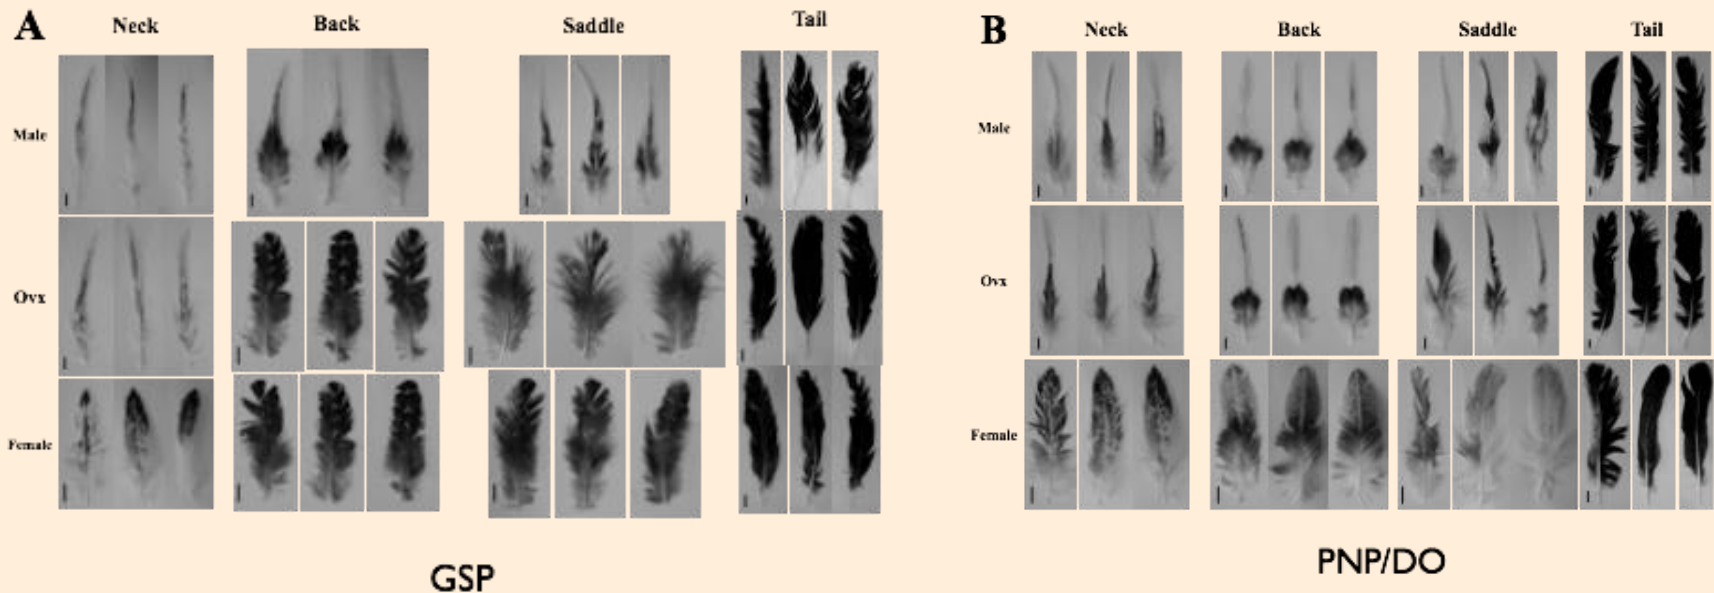 A
Neck Back Saddle Tail
Male
Ovx
Female
GSP
B
Neck Back Saddle Tail
Male
Ovx
Female
PNP/DO